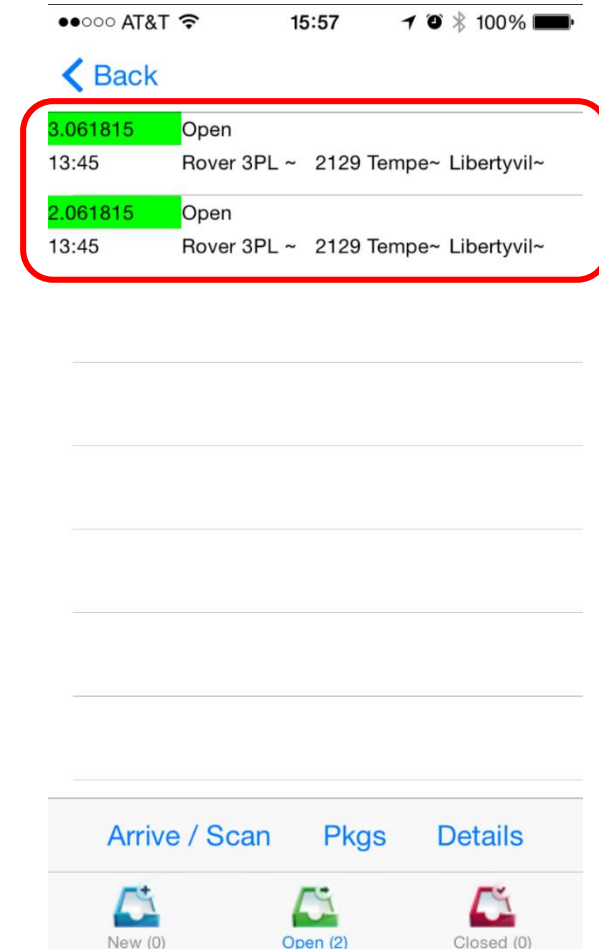 AT&T 15:57 100%
Back
3.061815 Open
13:45 Rover 3PL ~ 2129 Tempe~ Libertyvil~
2.061815 Open
13:45 Rover 3PL ~ 2129 Tempe~ Libertyvil~
Arrive / Scan Pkgs Details
New (0) Open (2) Closed (0)